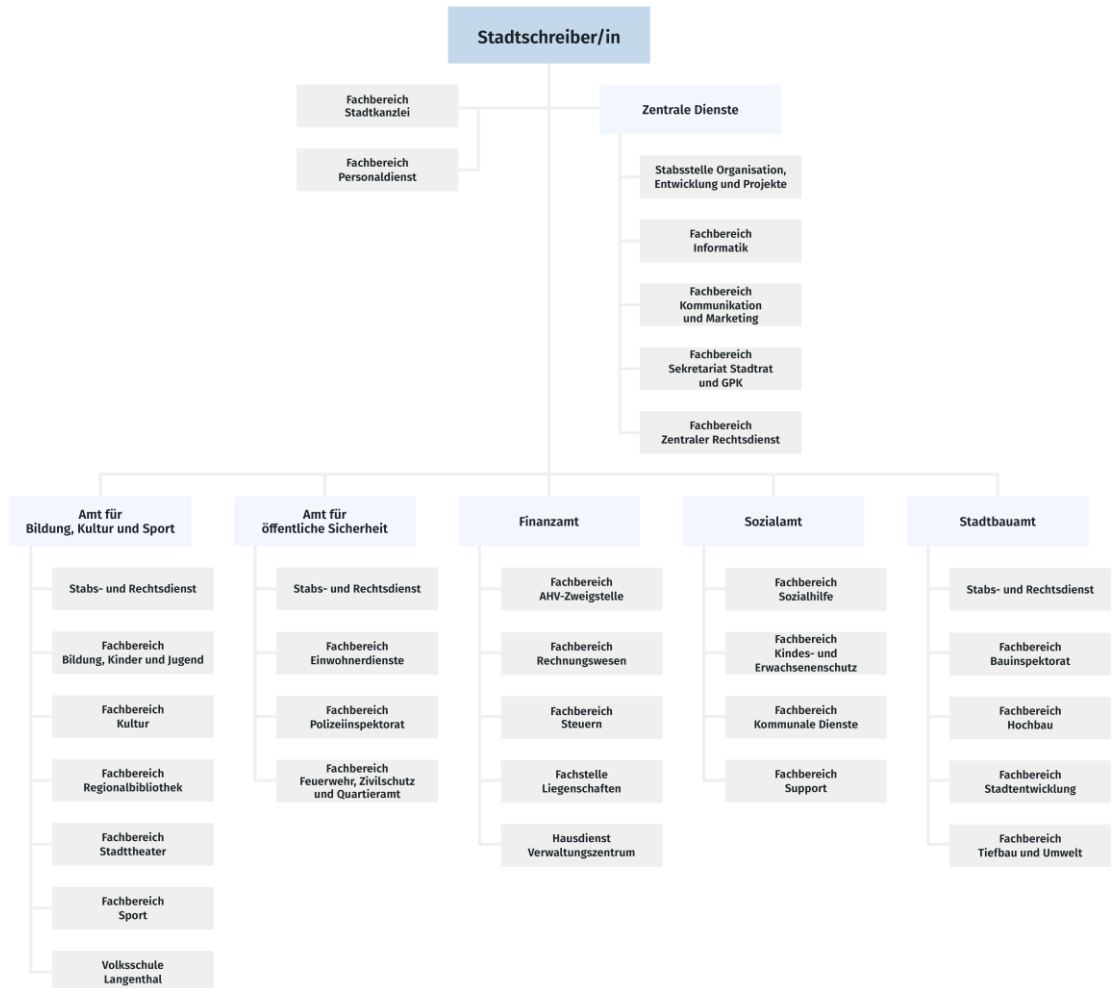 Stadtschreiber/in
Fachbereich
Stadtkanzlei
Fachbereich
Personaldienst
Zentrale Dienste
Stabsstelle Organisation,
Entwicklung und Projekte
Fachbereich
Informatik
Fachbereich
Kommunikation
und Marketing
Fachbereich
Sekretariat Stadtrat
und GPK
Fachbereich
Zentraler Rechtsdienst
Amt für
Bildung, Kultur und Sport
Stabs- und Rechtsdienst
Fachbereich
Bildung, Kinder und Jugend
Fachbereich
Kultur
Fachbereich
Regionalbibliothek
Fachbereich
Stadttheater
Fachbereich
Sport
Volksschule
Langenthal
Amt für
öffentliche Sicherheit
Stabs- und Rechtsdienst
Fachbereich
Einwohnerdienste
Fachbereich
Polizeiinspektorat
Fachbereich
Feuerwehr, Zivilschutz
und Quartieramt
Finanzamt
Fachbereich
AHV-Zweigstelle
Fachbereich
Rechnungswesen
Fachbereich
Steuern
Fachstelle
Liegenschaften
Hausdienst
Verwaltungszentrum
Sozialamt
Fachbereich
Sozialhilfe
Fachbereich
Kindes- und
Erwachsenenschutz
Fachbereich
Kommunale Dienste
Fachbereich
Support
Stadtbauamt
Stabs- und Rechtsdienst
Fachbereich
Bauinspektorat
Fachbereich
Hochbau
Fachbereich
Stadtentwicklung
Fachbereich
Tiefbau und Umwelt